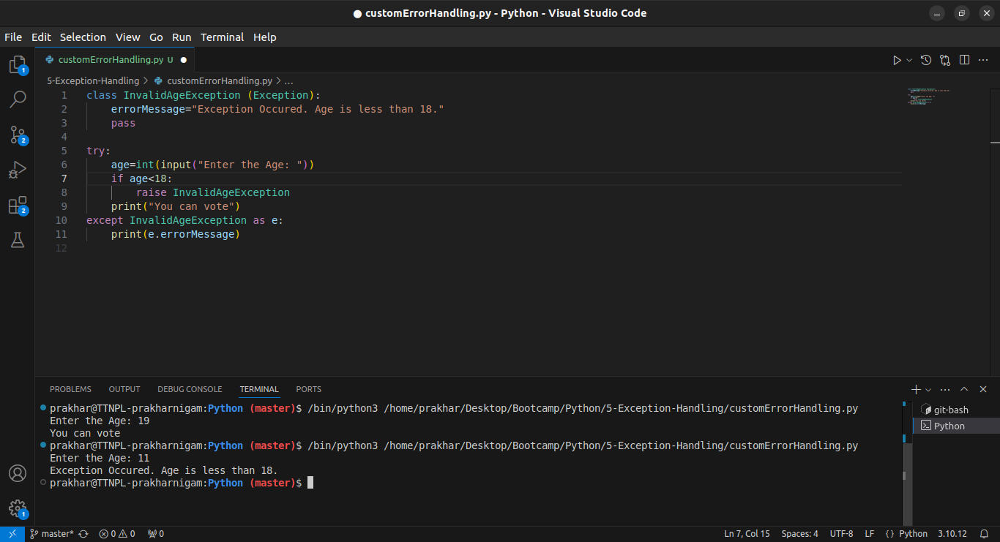 customErrorHandling.py - Python - Visual Studio Code
File Edit Selection View Go Run Terminal Help
customErrorHandling.py U
5-Exception-Handling > customErrorHandling.py > ...
1 class InvalidAgeException (Exception):
2 errorMessage="Exception Occured. Age is less than 18."
3 pass
4
5 try:
6 age=int(input("Enter the Age: "))
7 if age<18:
8 raise InvalidAgeException
9 print("You can vote")
10 except InvalidAgeException as e:
11 print(e.errorMessage)
12
1
2
2
1
PROBLEMS OUTPUT DEBUG CONSOLE TERMINAL PORTS
prakhar@TTNPL-prakharnigam:Python (master)$ /bin/python3 /home/prakhar/Desktop/Bootcamp/Python/5-Exception-Handling/customErrorHandling.py
Enter the Age: 19
You can vote
prakhar@TTNPL-prakharnigam:Python (master)$ /bin/python3 /home/prakhar/Desktop/Bootcamp/Python/5-Exception-Handling/customErrorHandling.py
Enter the Age: 11
Exception Occured. Age is less than 18.
prakhar@TTNPL-prakharnigam:Python (master)$
git-bash
Python
master* 0 0 0 Ln 7, Col 15 Spaces: 4 UTF-8 LF {} Python 3.10.12